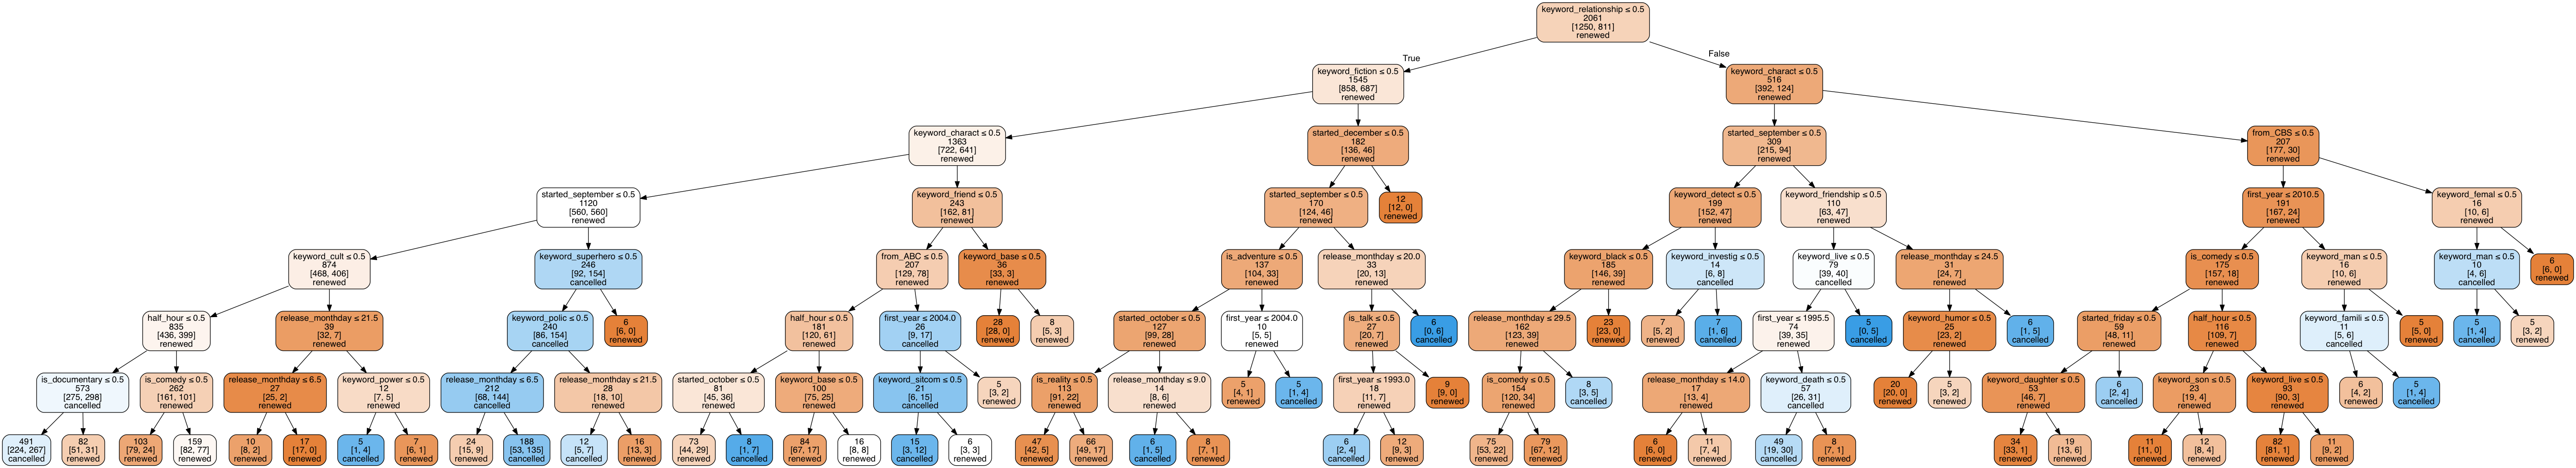 keyword_relationship ≤ 0.5
2061
[1250, 811]
renewed
True
False
keyword_fiction ≤ 0.5
1545
[858, 687]
renewed
keyword_charact ≤ 0.5
516
[392, 124]
renewed
keyword_charact ≤ 0.5
1363
[722, 641]
renewed
started_december ≤ 0.5
182
[136, 46]
renewed
started_september ≤ 0.5
309
[215, 94]
renewed
from_CBS ≤ 0.5
207
[177, 30]
renewed
started_september ≤ 0.5
1120
[560, 560]
renewed
keyword_friend ≤ 0.5
243
[162, 81]
renewed
started_september ≤ 0.5
170
[124, 46]
renewed
12
[12, 0]
renewed
keyword_detect ≤ 0.5
199
[152, 47]
renewed
keyword_friendship ≤ 0.5
110
[63, 47]
renewed
first_year ≤ 2010.5
191
[167, 24]
renewed
keyword_femal ≤ 0.5
16
[10, 6]
renewed
keyword_cult ≤ 0.5
874
[468, 406]
renewed
keyword_superhero ≤ 0.5
246
[92, 154]
cancelled
from_ABC ≤ 0.5
207
[129, 78]
renewed
keyword_base ≤ 0.5
36
[33, 3]
renewed
is_adventure ≤ 0.5
137
[104, 33]
renewed
release_monthday ≤ 20.0
33
[20, 13]
renewed
keyword_black ≤ 0.5
185
[146, 39]
renewed
keyword_investig ≤ 0.5
14
[6, 8]
cancelled
keyword_live ≤ 0.5
79
[39, 40]
cancelled
release_monthday ≤ 24.5
31
[24, 7]
renewed
is_comedy ≤ 0.5
175
[157, 18]
renewed
keyword_man ≤ 0.5
16
[10, 6]
renewed
keyword_man ≤ 0.5
10
[4, 6]
cancelled
6
[6, 0]
renewed
half_hour ≤ 0.5
835
[436, 399]
renewed
release_monthday ≤ 21.5
39
[32, 7]
renewed
keyword_polic ≤ 0.5
240
[86, 154]
cancelled
6
[6, 0]
renewed
half_hour ≤ 0.5
181
[120, 61]
renewed
first_year ≤ 2004.0
26
[9, 17]
cancelled
28
[28, 0]
renewed
8
[5, 3]
renewed
started_october ≤ 0.5
127
[99, 28]
renewed
first_year ≤ 2004.0
10
[5, 5]
renewed
is_talk ≤ 0.5
27
[20, 7]
renewed
6
[0, 6]
cancelled
release_monthday ≤ 29.5
162
[123, 39]
renewed
23
[23, 0]
renewed
7
[5, 2]
renewed
7
[1, 6]
cancelled
first_year ≤ 1995.5
74
[39, 35]
renewed
5
[0, 5]
cancelled
keyword_humor ≤ 0.5
25
[23, 2]
renewed
6
[1, 5]
cancelled
started_friday ≤ 0.5
59
[48, 11]
renewed
half_hour ≤ 0.5
116
[109, 7]
renewed
keyword_famili ≤ 0.5
11
[5, 6]
cancelled
5
[5, 0]
renewed
5
[1, 4]
cancelled
5
[3, 2]
renewed
is_documentary ≤ 0.5
573
[275, 298]
cancelled
is_comedy ≤ 0.5
262
[161, 101]
renewed
release_monthday ≤ 6.5
27
[25, 2]
renewed
keyword_power ≤ 0.5
12
[7, 5]
renewed
release_monthday ≤ 6.5
212
[68, 144]
cancelled
release_monthday ≤ 21.5
28
[18, 10]
renewed
started_october ≤ 0.5
81
[45, 36]
renewed
keyword_base ≤ 0.5
100
[75, 25]
renewed
keyword_sitcom ≤ 0.5
21
[6, 15]
cancelled
5
[3, 2]
renewed
is_reality ≤ 0.5
113
[91, 22]
renewed
release_monthday ≤ 9.0
14
[8, 6]
renewed
5
[4, 1]
renewed
5
[1, 4]
cancelled
first_year ≤ 1993.0
18
[11, 7]
renewed
9
[9, 0]
renewed
is_comedy ≤ 0.5
154
[120, 34]
renewed
8
[3, 5]
cancelled
release_monthday ≤ 14.0
17
[13, 4]
renewed
keyword_death ≤ 0.5
57
[26, 31]
cancelled
20
[20, 0]
renewed
5
[3, 2]
renewed
keyword_daughter ≤ 0.5
53
[46, 7]
renewed
6
[2, 4]
cancelled
keyword_son ≤ 0.5
23
[19, 4]
renewed
keyword_live ≤ 0.5
93
[90, 3]
renewed
6
[4, 2]
renewed
5
[1, 4]
cancelled
491
[224, 267]
cancelled
82
[51, 31]
renewed
103
[79, 24]
renewed
159
[82, 77]
renewed
10
[8, 2]
renewed
17
[17, 0]
renewed
5
[1, 4]
cancelled
7
[6, 1]
renewed
24
[15, 9]
renewed
188
[53, 135]
cancelled
12
[5, 7]
cancelled
16
[13, 3]
renewed
73
[44, 29]
renewed
8
[1, 7]
cancelled
84
[67, 17]
renewed
16
[8, 8]
renewed
15
[3, 12]
cancelled
6
[3, 3]
renewed
47
[42, 5]
renewed
66
[49, 17]
renewed
6
[1, 5]
cancelled
8
[7, 1]
renewed
6
[2, 4]
cancelled
12
[9, 3]
renewed
75
[53, 22]
renewed
79
[67, 12]
renewed
6
[6, 0]
renewed
11
[7, 4]
renewed
49
[19, 30]
cancelled
8
[7, 1]
renewed
34
[33, 1]
renewed
19
[13, 6]
renewed
11
[11, 0]
renewed
12
[8, 4]
renewed
82
[81, 1]
renewed
11
[9, 2]
renewed